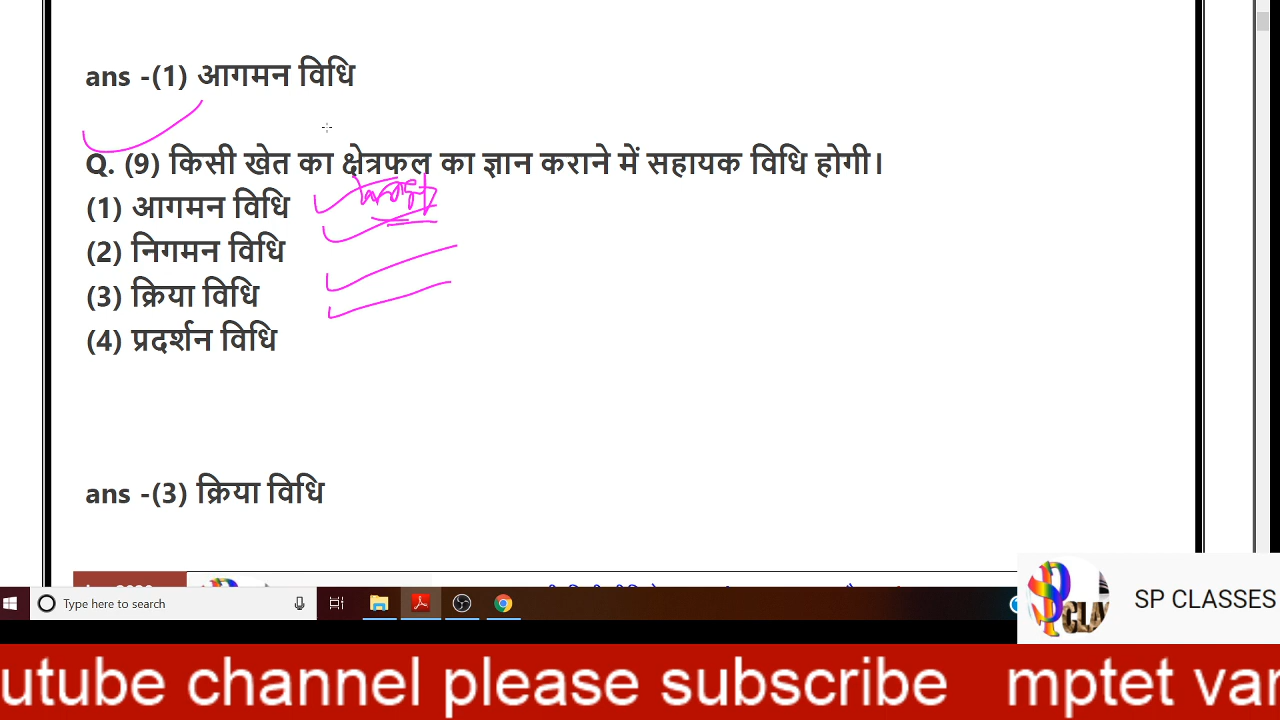 ans -(1) आगमन विधि
Q. (9) किसी खेत का क्षेत्रफल का ज्ञान कराने में सहायक विधि होगी।
(1) आगमन विधि
(2) निगमन विधि
(3) क्रिया विधि
(4) प्रदर्शन विधि
ans -(3) क्रिया विधि
Type here to search
SP CLASSES
utube channel please subscribe mptet var